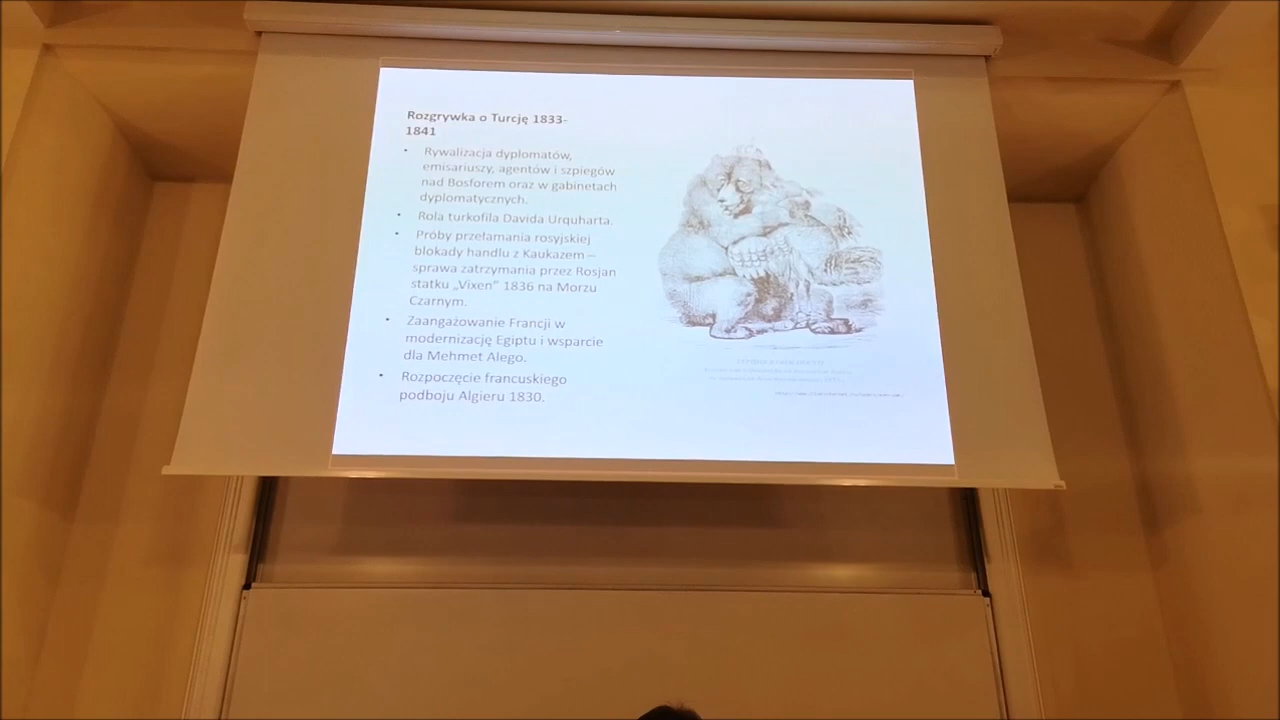 Rozgrywka o Turcję 1833-
1841
• Rywalizacja dyplomatów,
emisariuszy, agentów i szpiegów
nad Bosforem oraz w gabinetach
dyplomatycznych.
• Rola turkofila Davida Urquharta.
• Próby przełamania rosyjskiej
blokady handlu z Kaukazem –
sprawa zatrzymania przez Rosjan
statku „Vixen” 1836 na Morzu
Czarnym.
• Zaangażowanie Francji w
modernizację Egiptu i wsparcie
dla Mehmet Alego.
• Rozpoczęcie francuskiego
podboju Algieru 1830.